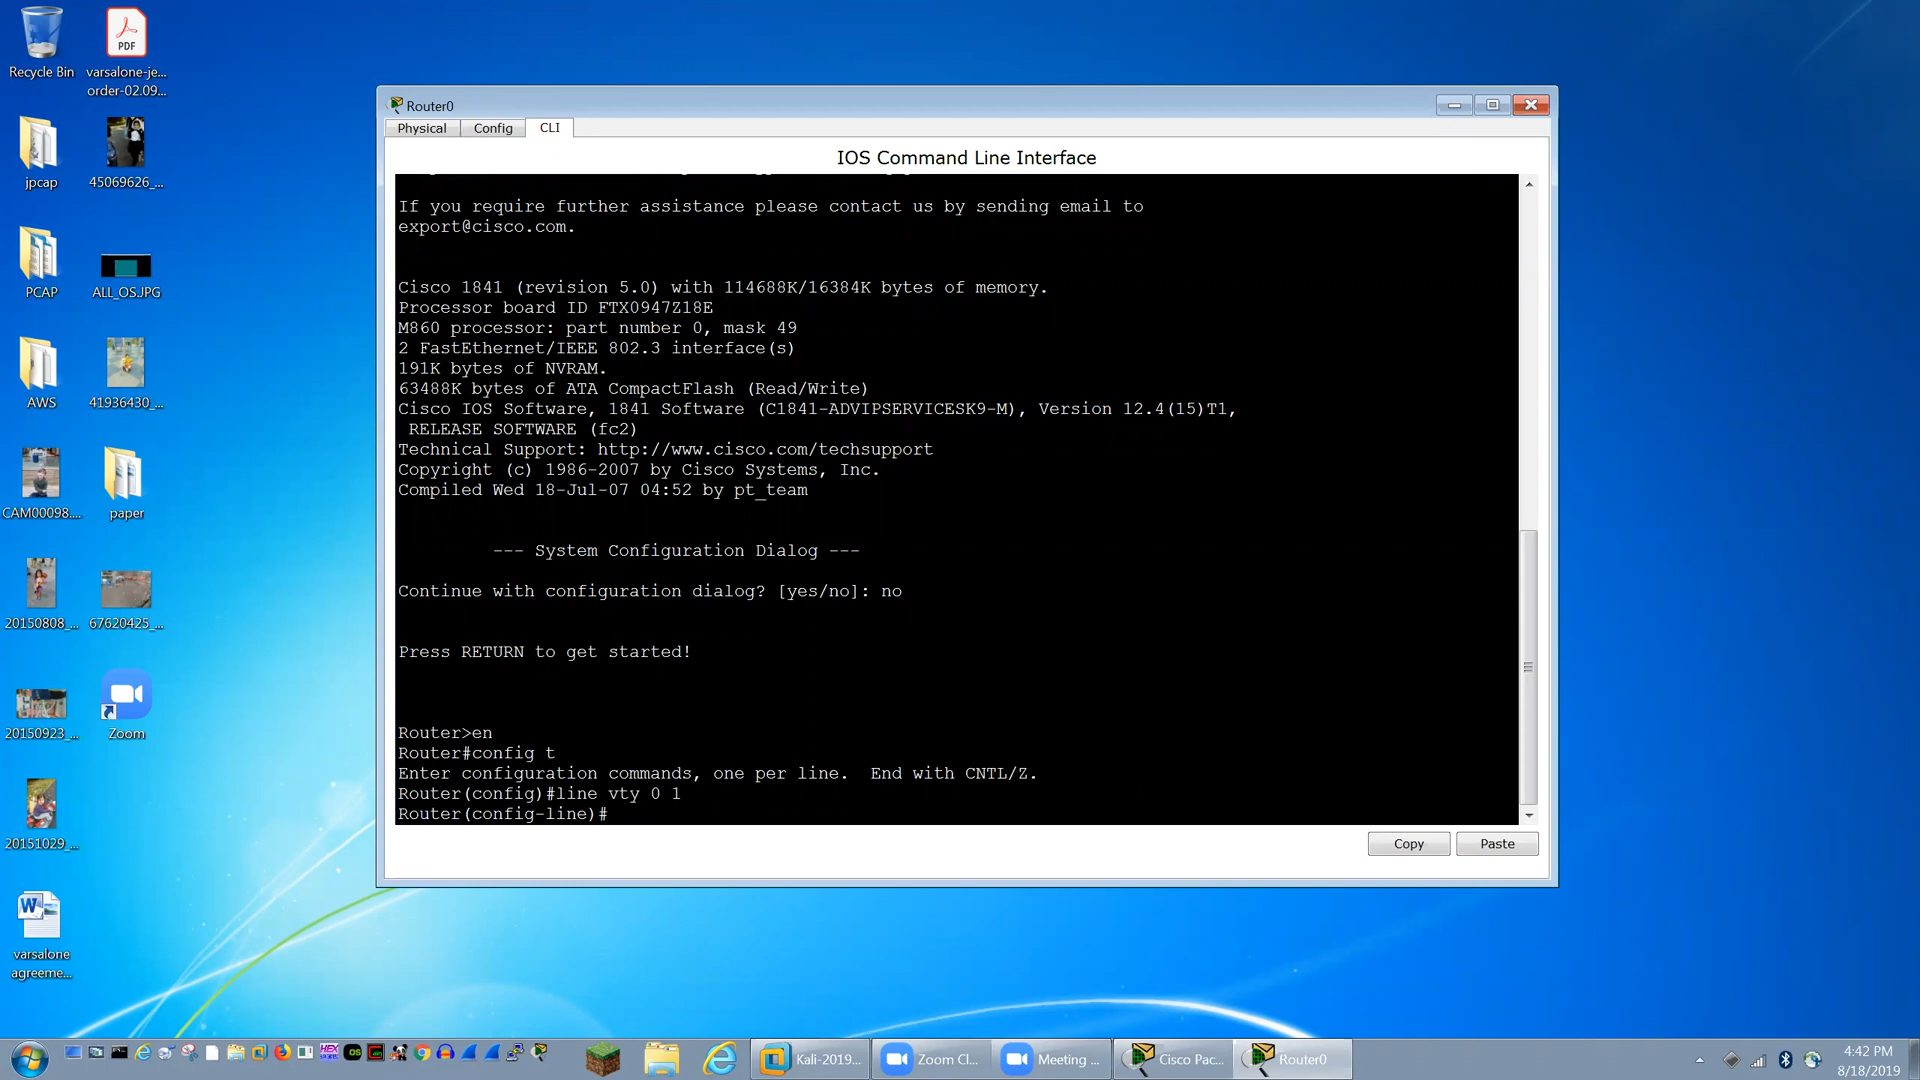 Recycle Bin
varsalone-je...
order-02.09...
jpcap
45069626_...
PCAP
ALL_OS.JPG
AWS
41936430_...
CAM00098....
paper
20150808_...
67620425_...
20150923_...
Zoom
20151029_...
varsalone
agreeme...
Router0
Physical
Config
CLI
IOS Command Line Interface
If you require further assistance please contact us by sending email to
export@cisco.com.
Cisco 1841 (revision 5.0) with 114688K/16384K bytes of memory.
Processor board ID FTX0947Z18E
M860 processor: part number 0, mask 49
2 FastEthernet/IEEE 802.3 interface(s)
191K bytes of NVRAM.
63488K bytes of ATA CompactFlash (Read/Write)
Cisco IOS Software, 1841 Software (C1841-ADVIPSERVICESK9-M), Version 12.4(15)T1,
RELEASE SOFTWARE (fc2)
Technical Support: http://www.cisco.com/techsupport
Copyright (c) 1986-2007 by Cisco Systems, Inc.
Compiled Wed 18-Jul-07 04:52 by pt_team
--- System Configuration Dialog ---
Continue with configuration dialog? [yes/no]: no
Press RETURN to get started!
Router>en
Router#config t
Enter configuration commands, one per line.  End with CNTL/Z.
Router(config)#line vty 0 1
Router(config-line)#
Copy
Paste
Kali-2019...
Zoom Cl...
Meeting ...
Cisco Pac...
Router0
4:42 PM
8/18/2019
PDF
HEX